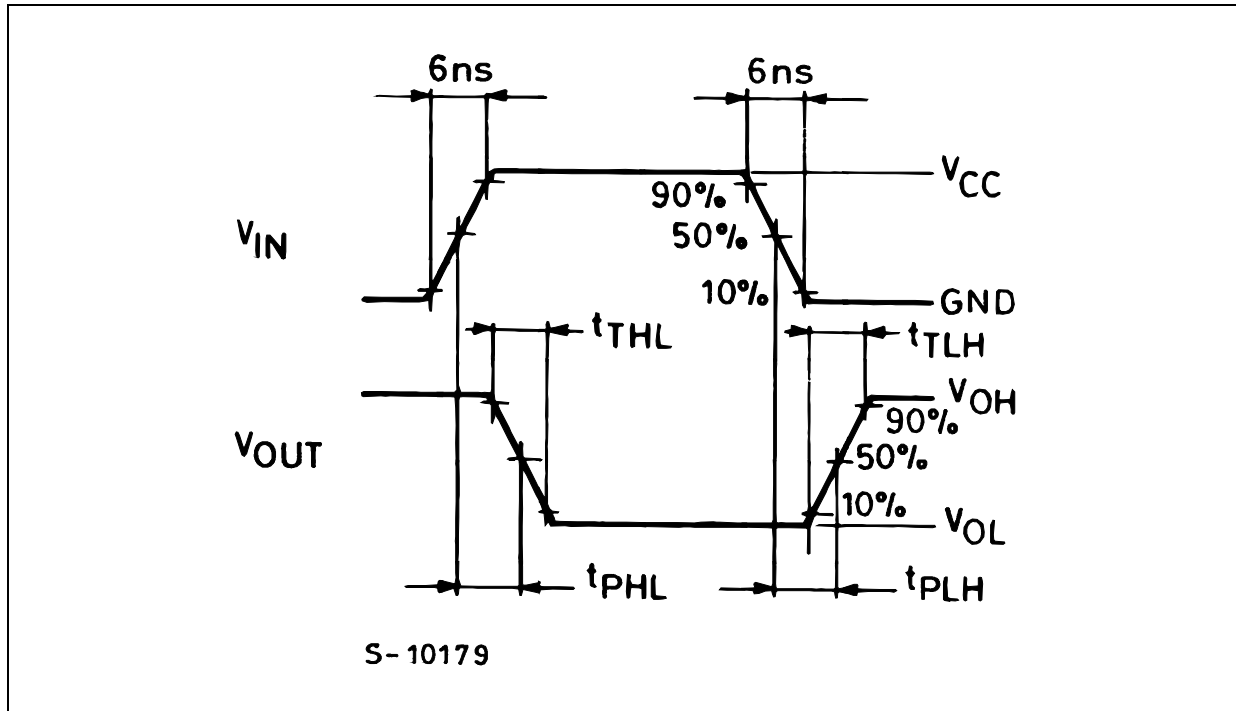 6ns 6ns
VCC
90%
VIN 50%
10% GND
tTHL tTLH
VOH
90%
VOUT 50%
10%
VOL
tPHL tPLH
S-10179